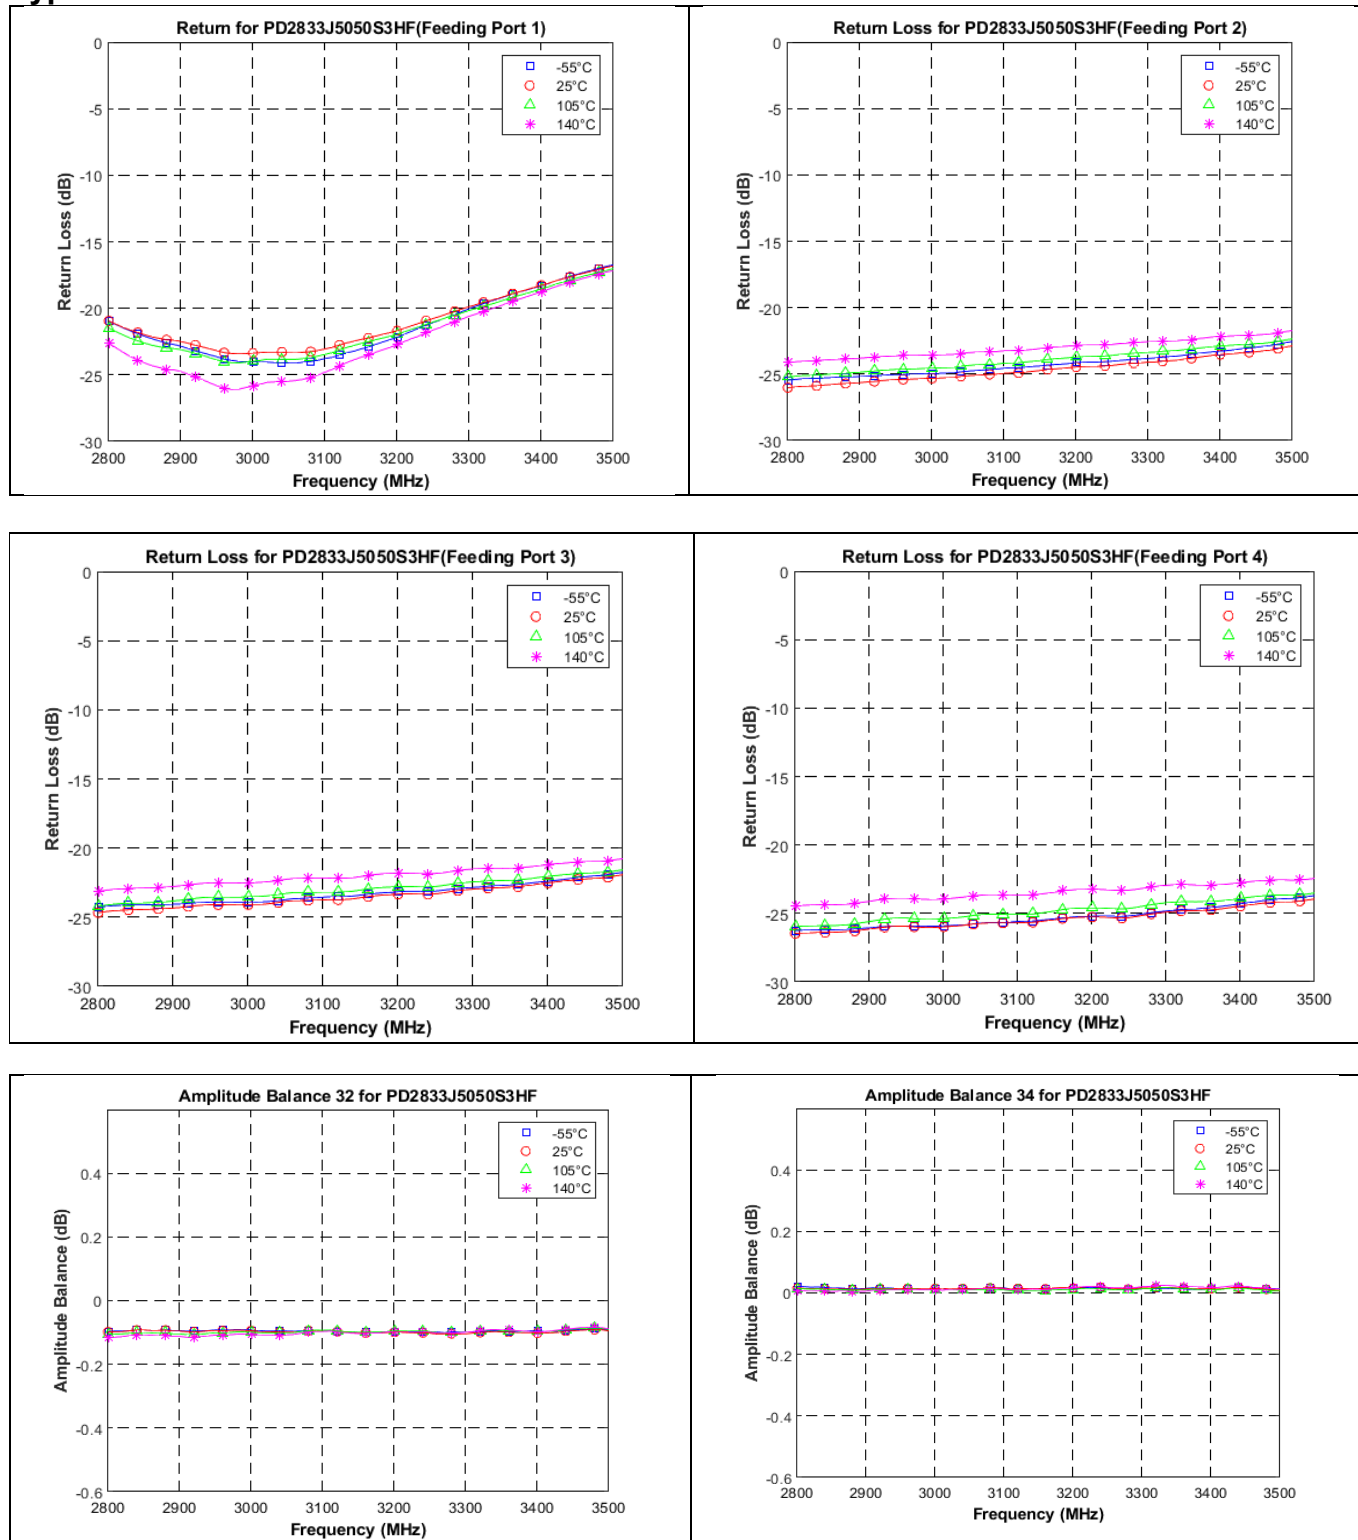 Return for PD2833J5050S3HF(Feeding Port 1)
0
-5
-10
-15
-20
-25
-30
Return Loss (dB)
-55°C
25°C
105°C
140°C
2800 2900 3000 3100 3200 3300 3400 3500
Frequency (MHz)
Return Loss for PD2833J5050S3HF(Feeding Port 2)
0
-5
-10
-15
-20
-25
-30
Return Loss (dB)
-55°C
25°C
105°C
140°C
2800 2900 3000 3100 3200 3300 3400 3500
Frequency (MHz)
Return Loss for PD2833J5050S3HF(Feeding Port 3)
0
-5
-10
-15
-20
-25
-30
Return Loss (dB)
-55°C
25°C
105°C
140°C
2800 2900 3000 3100 3200 3300 3400 3500
Frequency (MHz)
Return Loss for PD2833J5050S3HF(Feeding Port 4)
0
-5
-10
-15
-20
-25
-30
Return Loss (dB)
-55°C
25°C
105°C
140°C
2800 2900 3000 3100 3200 3300 3400 3500
Frequency (MHz)
Amplitude Balance 32 for PD2833J5050S3HF
0.4
0.2
0
-0.2
-0.4
-0.6
Amplitude Balance (dB)
-55°C
25°C
105°C
140°C
2800 2900 3000 3100 3200 3300 3400 3500
Frequency (MHz)
Amplitude Balance 34 for PD2833J5050S3HF
0.4
0.2
0
-0.2
-0.4
-0.6
Amplitude Balance (dB)
-55°C
25°C
105°C
140°C
2800 2900 3000 3100 3200 3300 3400 3500
Frequency (MHz)